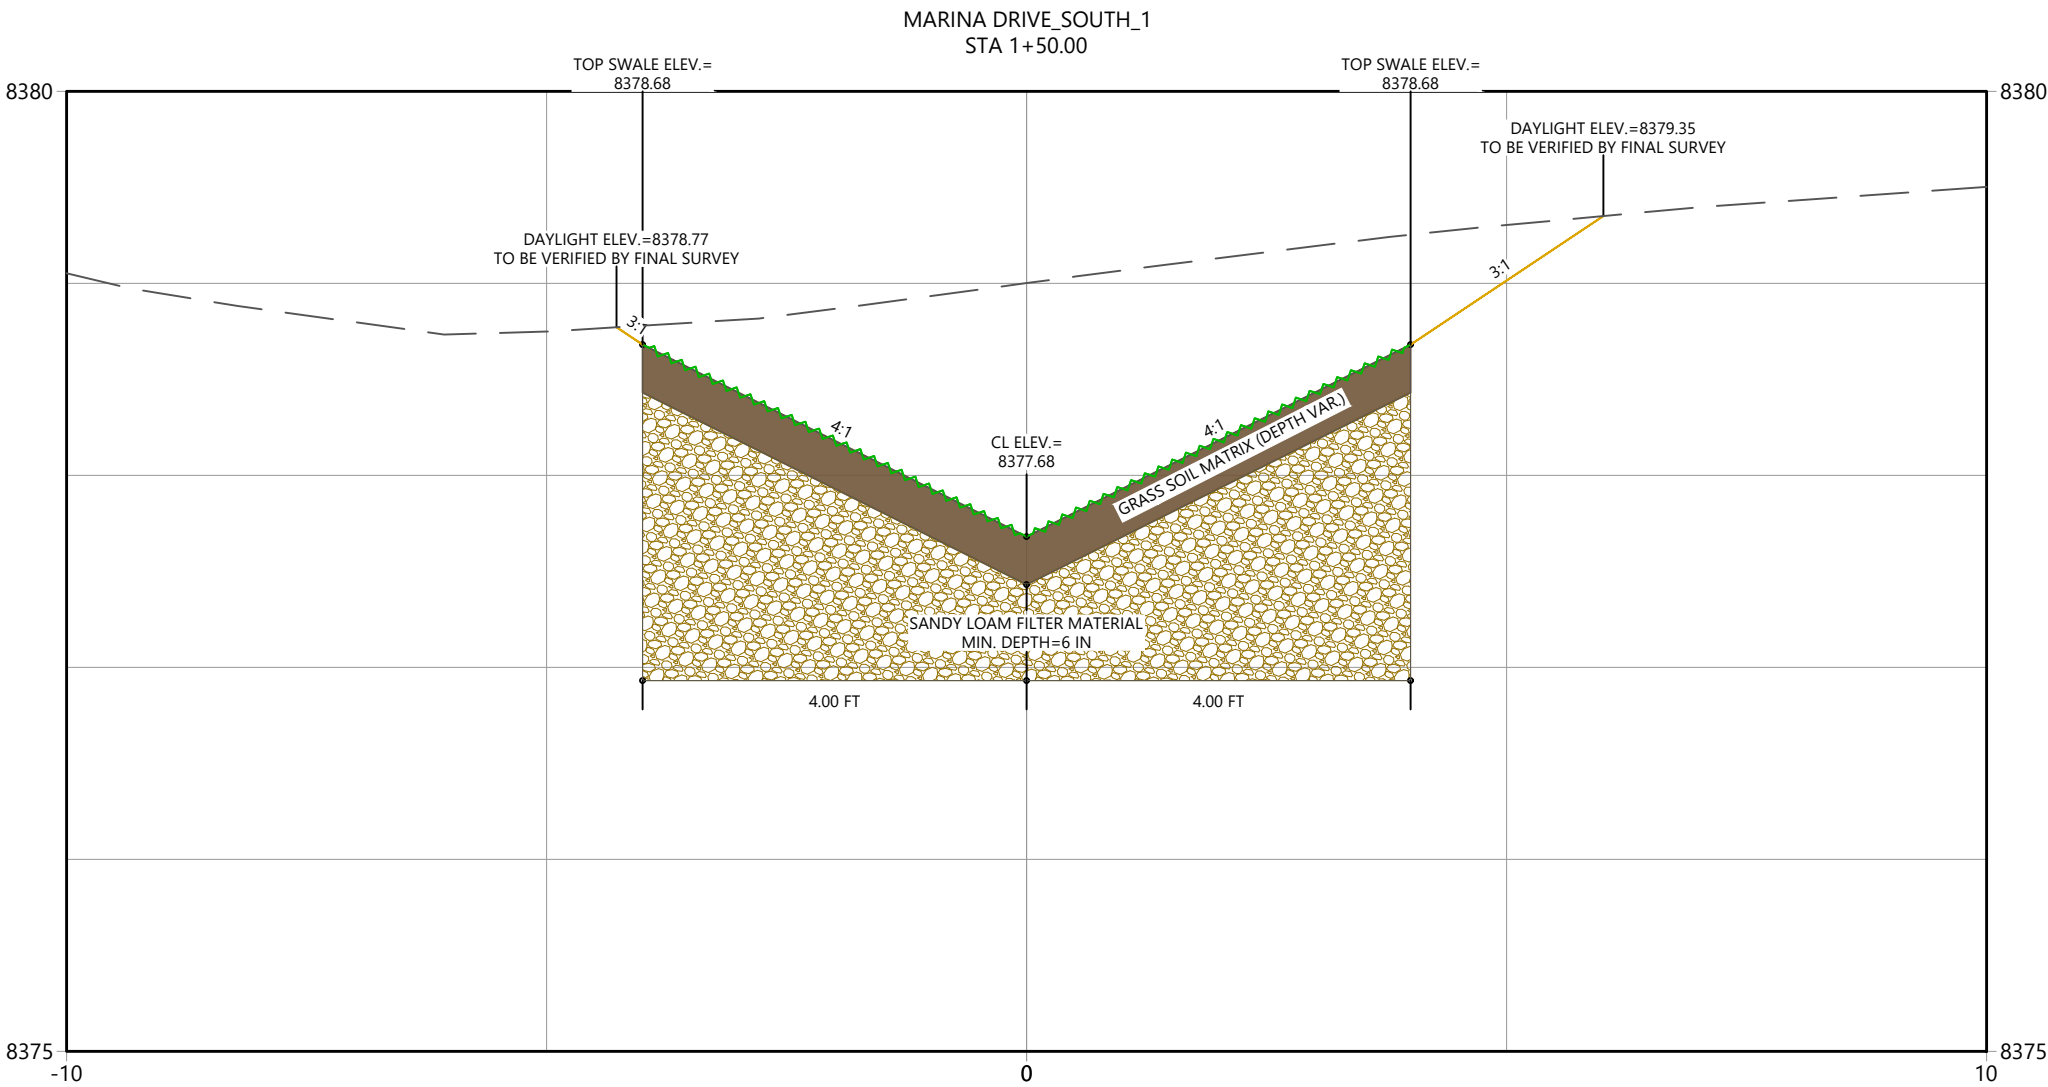 MARINA DRIVE_SOUTH_1
STA 1+50.00
TOP SWALE ELEV.=
8378.68
TOP SWALE ELEV.=
8378.68
8380
8380
DAYLIGHT ELEV.=8379.35
TO BE VERIFIED BY FINAL SURVEY
DAYLIGHT ELEV.=8378.77
TO BE VERIFIED BY FINAL SURVEY
3:1
3:1
4:1
4:1
GRASS SOIL MATRIX (DEPTH VAR.)
CL ELEV.=
8377.68
SANDY LOAM FILTER MATERIAL
MIN. DEPTH=6 IN
4.00 FT
4.00 FT
8375
8375
-10
0
10